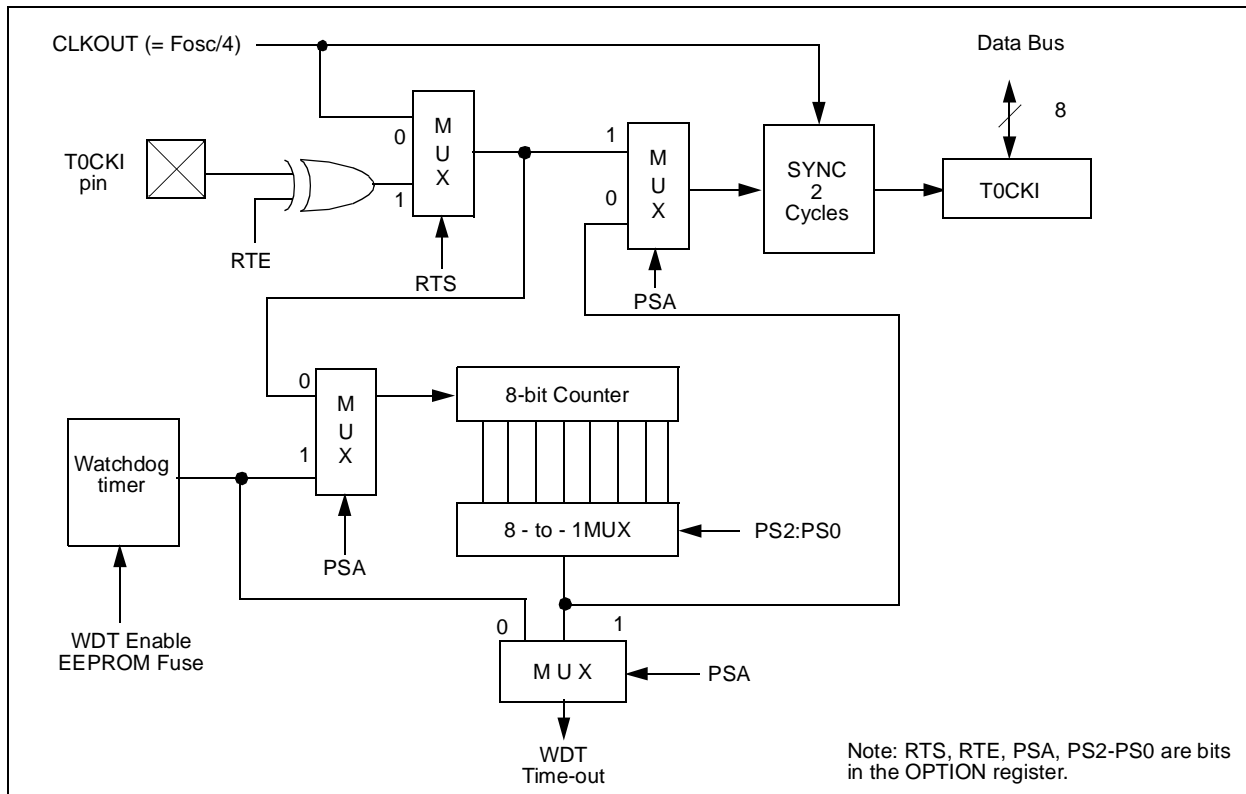 CLKOUT (= Fosc/4)
Data Bus
8
T0CKI
pin
0
1
M
U
X
1
0
M
U
X
SYNC
2
Cycles
T0CKI
RTE
RTS
PSA
0
1
M
U
X
8-bit Counter
Watchdog
timer
8 - to - 1MUX
PS2:PS0
PSA
WDT Enable
EEPROM Fuse
0
1
M U X
PSA
WDT
Time-out
Note: RTS, RTE, PSA, PS2-PS0 are bits
in the OPTION register.